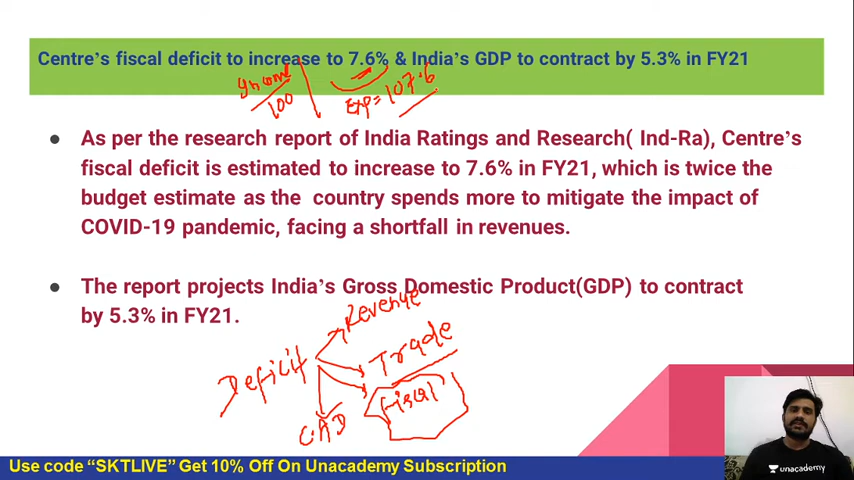 Centre's fiscal deficit to increase to 7.6% & India's GDP to contract by 5.3% in FY21
Income
100
Exp = 107.6
● As per the research report of India Ratings and Research( Ind-Ra), Centre's
fiscal deficit is estimated to increase to 7.6% in FY21, which is twice the
budget estimate as the country spends more to mitigate the impact of
COVID-19 pandemic, facing a shortfall in revenues.
● The report projects India's Gross Domestic Product(GDP) to contract
by 5.3% in FY21.
Revenue
Trade
Deficit
Fiscal
CAD
unacademy
Use code “SKTLIVE” Get 10% Off On Unacademy Subscription